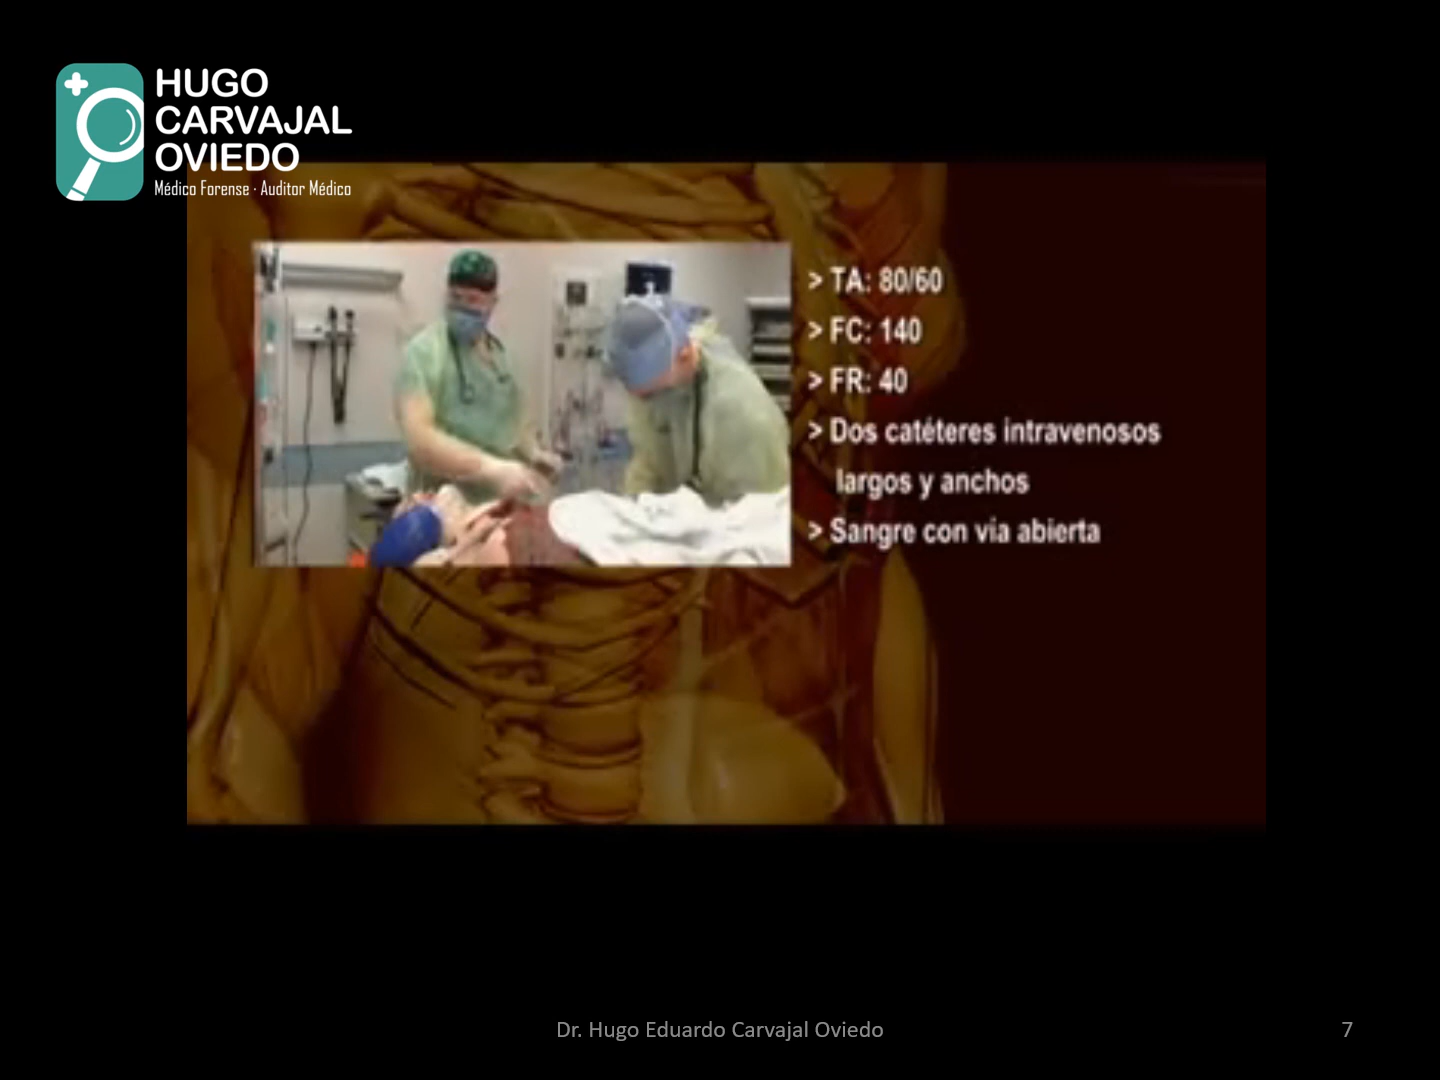 HUGO
CARVAJAL
OVIEDO
Médico Forense · Auditor Médico
> TA: 80/60
> FC: 140
> FR: 40
> Dos catéteres intravenosos
largos y anchos
> Sangre con via abierta
Dr. Hugo Eduardo Carvajal Oviedo
7